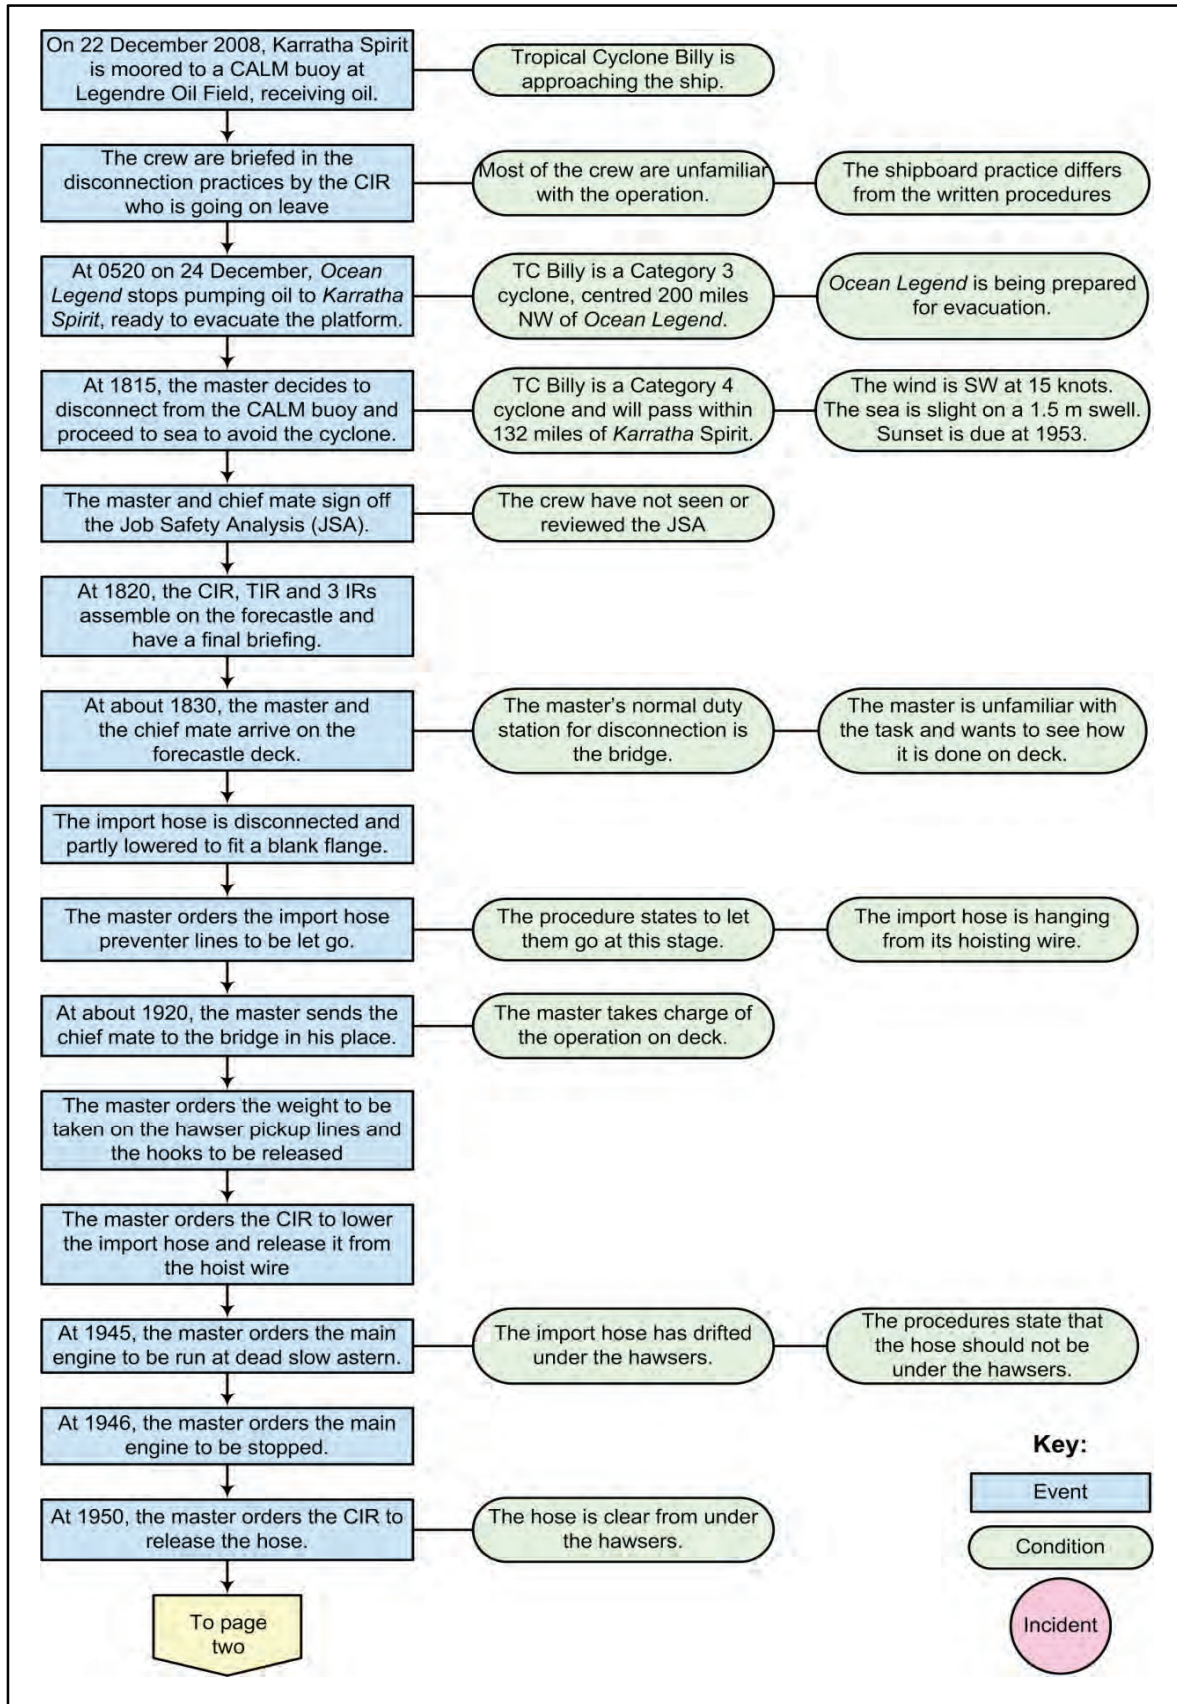 On 22 December 2008, Karratha Spirit
is moored to a CALM buoy at
Legendre Oil Field, receiving oil.
Tropical Cyclone Billy is
approaching the ship.
The crew are briefed in the
disconnection practices by the CIR
who is going on leave
Most of the crew are unfamiliar
with the operation.
The shipboard practice differs
from the written procedures
At 0520 on 24 December, Ocean
Legend stops pumping oil to Karratha
Spirit, ready to evacuate the platform.
TC Billy is a Category 3
cyclone, centred 200 miles
NW of Ocean Legend.
Ocean Legend is being prepared
for evacuation.
At 1815, the master decides to
disconnect from the CALM buoy and
proceed to sea to avoid the cyclone.
TC Billy is a Category 4
cyclone and will pass within
132 miles of Karratha Spirit.
The wind is SW at 15 knots.
The sea is slight on a 1.5 m swell.
Sunset is due at 1953.
The master and chief mate sign off
the Job Safety Analysis (JSA).
The crew have not seen or
reviewed the JSA
At 1820, the CIR, TIR and 3 IRs
assemble on the forecastle and
have a final briefing.
At about 1830, the master and
the chief mate arrive on the
forecastle deck.
The master's normal duty
station for disconnection is
the bridge.
The master is unfamiliar with
the task and wants to see how
it is done on deck.
The import hose is disconnected and
partly lowered to fit a blank flange.
The master orders the import hose
preventer lines to be let go.
The procedure states to let
them go at this stage.
The import hose is hanging
from its hoisting wire.
At about 1920, the master sends the
chief mate to the bridge in his place.
The master takes charge of
the operation on deck.
The master orders the weight to be
taken on the hawser pickup lines and
the hooks to be released
The master orders the CIR to lower
the import hose and release it from
the hoist wire
At 1945, the master orders the main
engine to be run at dead slow astern.
The import hose has drifted
under the hawsers.
The procedures state that
the hose should not be
under the hawsers.
At 1946, the master orders the main
engine to be stopped.
At 1950, the master orders the CIR to
release the hose.
The hose is clear from under
the hawsers.
To page
two
Key:
Event
Condition
Incident